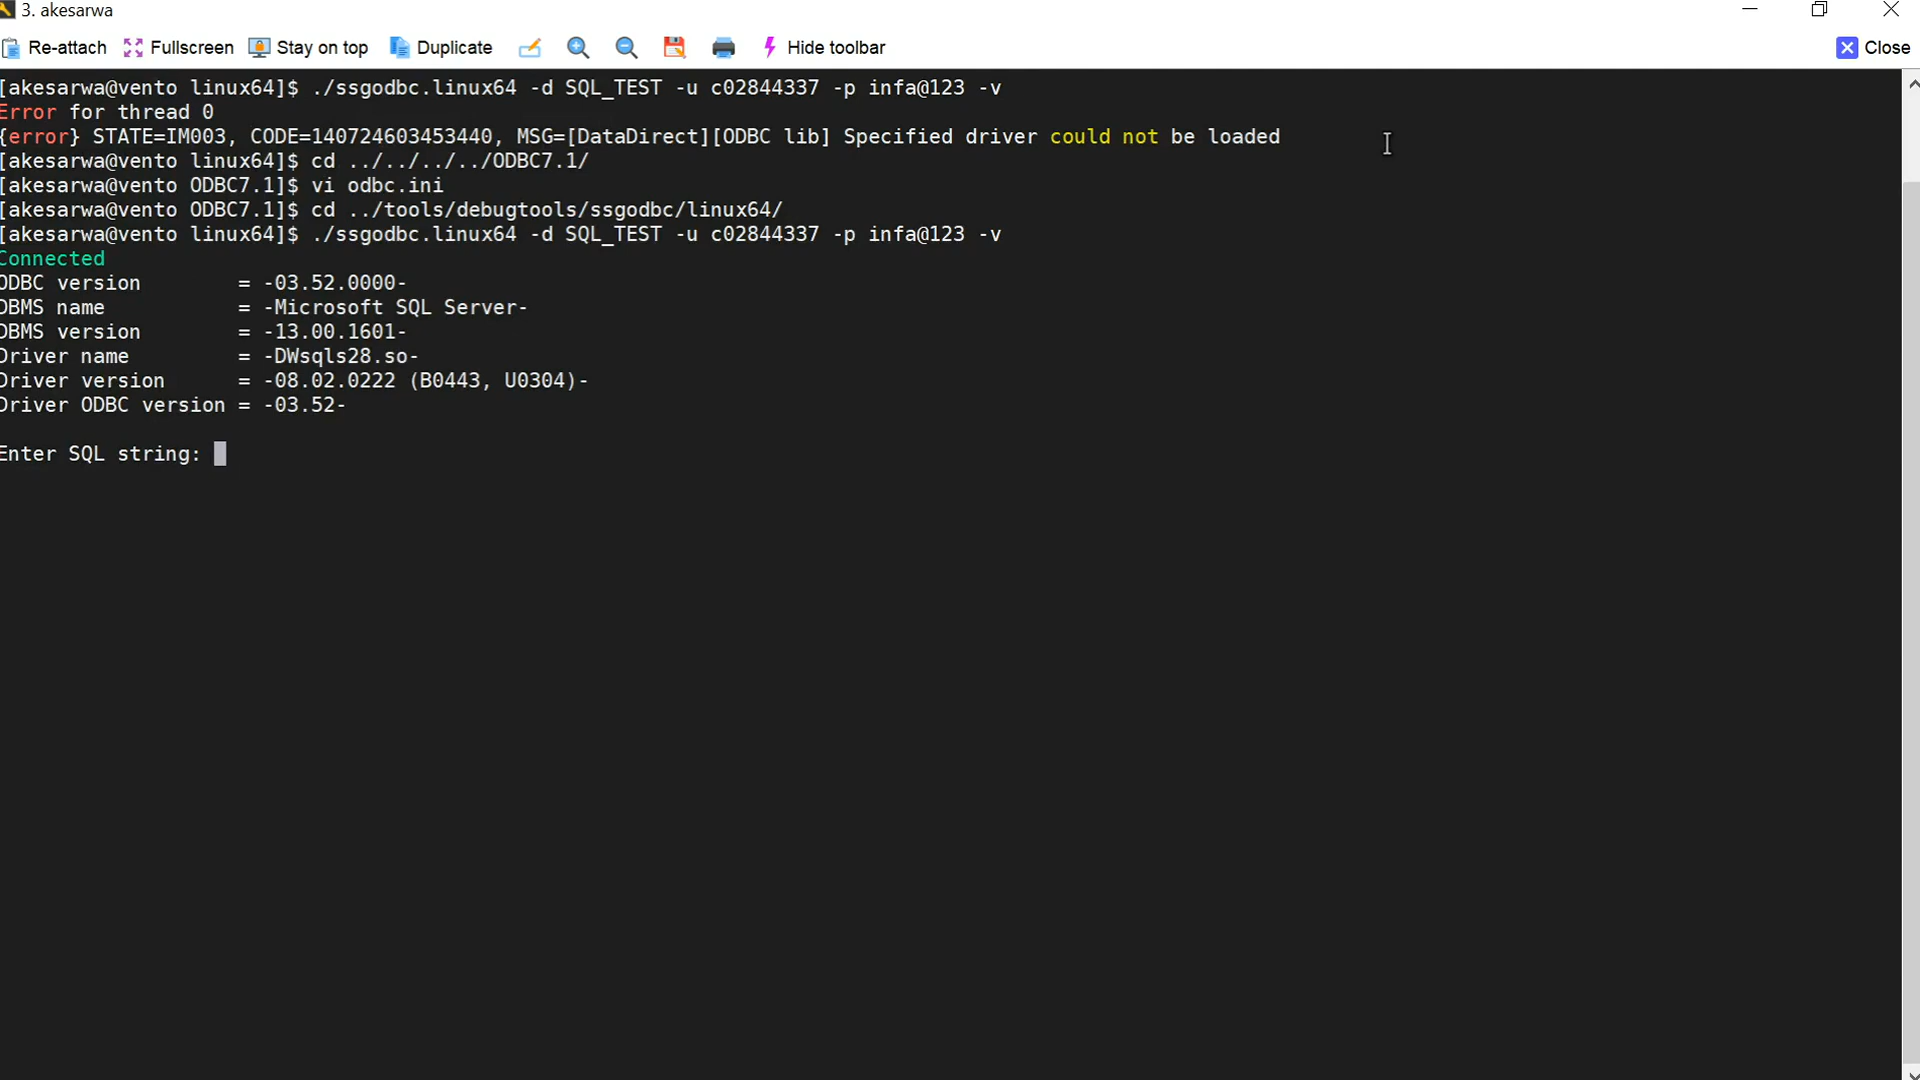 3. akesarwa
Re-attach Fullscreen Stay on top Duplicate Hide toolbar Close
[akesarwa@vento linux64]$ ./ssgodbc.linux64 -d SQL_TEST -u c02844337 -p infa@123 -v
Error for thread 0
{error} STATE=IM003, CODE=140724603453440, MSG=[DataDirect][ODBC lib] Specified driver could not be loaded
[akesarwa@vento linux64]$ cd ../../../../ODBC7.1/
[akesarwa@vento ODBC7.1]$ vi odbc.ini
[akesarwa@vento ODBC7.1]$ cd ../tools/debugtools/ssgodbc/linux64/
[akesarwa@vento linux64]$ ./ssgodbc.linux64 -d SQL_TEST -u c02844337 -p infa@123 -v
Connected
ODBC version = -03.52.0000-
DBMS name = -Microsoft SQL Server-
DBMS version = -13.00.1601-
Driver name = -DWsqls28.so-
Driver version = -08.02.0222 (B0443, U0304)-
Driver ODBC version = -03.52-
Enter SQL string: